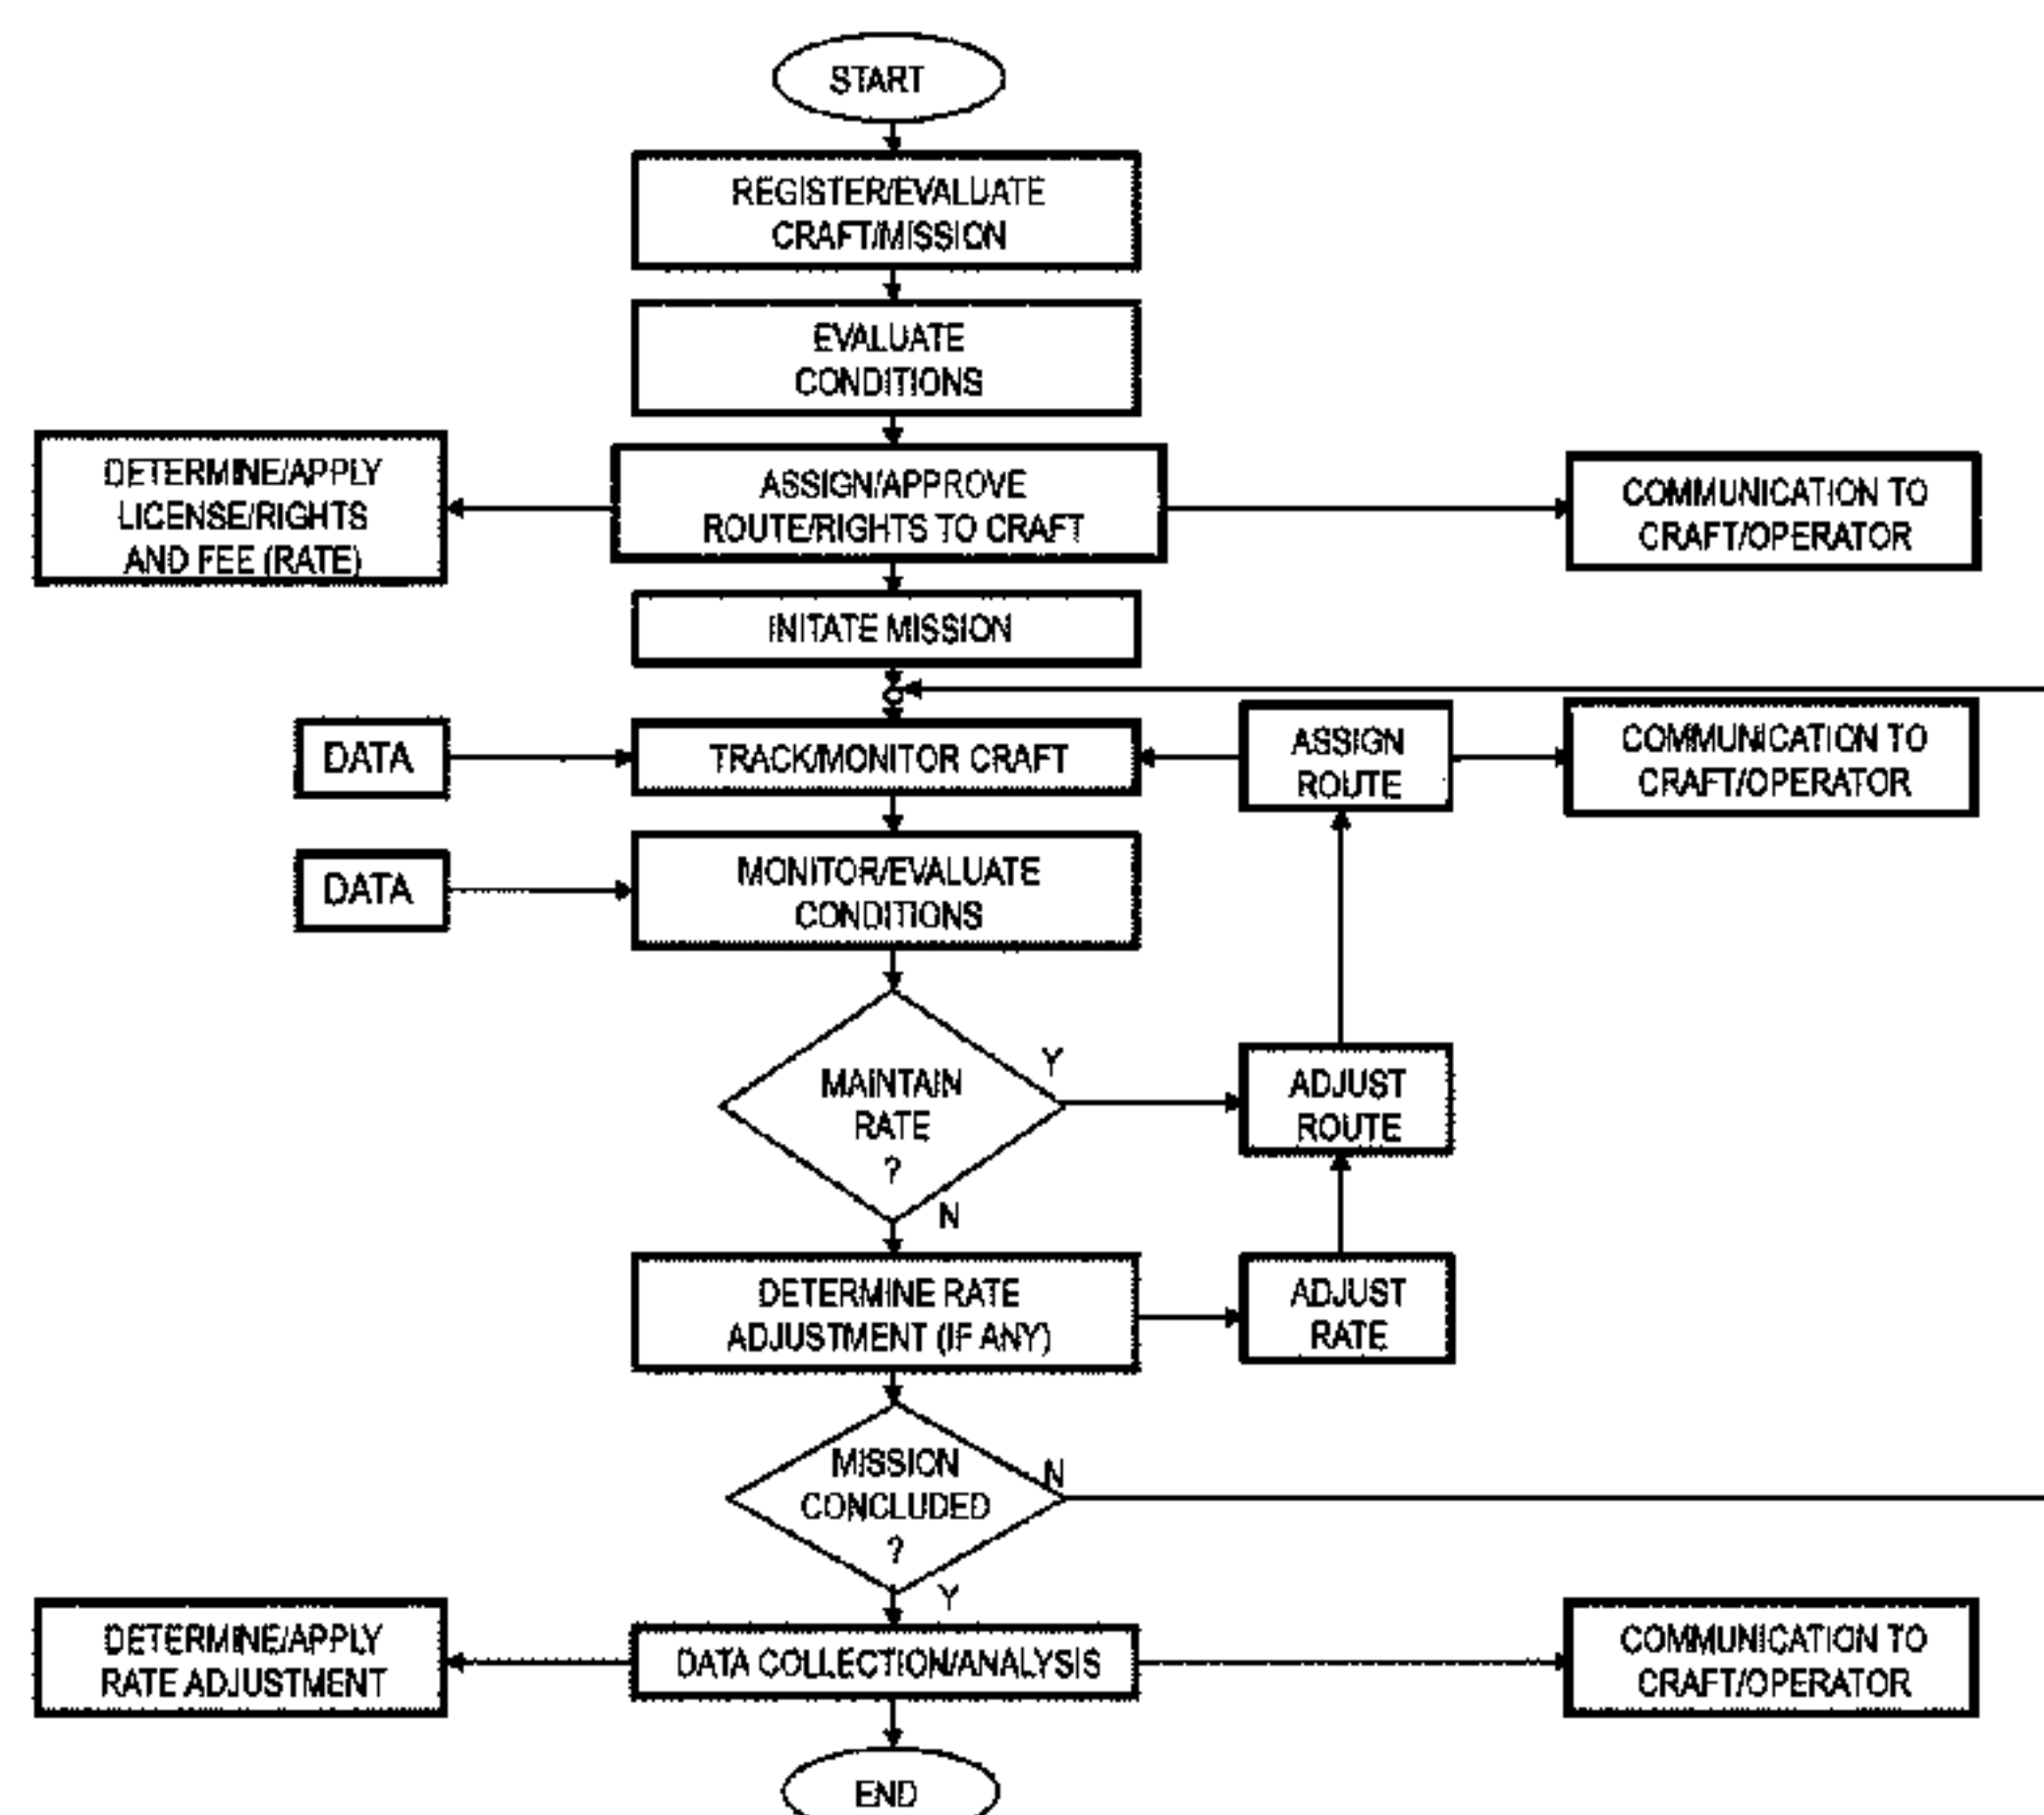 START
REGISTER/EVALUATE
CRAFT/MISSION
EVALUATE
CONDITIONS
DETERMINE/APPLY
LICENSE/RIGHTS
AND FEE (RATE)
ASSIGN/APPROVE
ROUTE/RIGHTS TO CRAFT
COMMUNICATION TO
CRAFT/OPERATOR
INITATE MISSION
DATA
TRACK/MONITOR CRAFT
ASSIGN
ROUTE
COMMUNICATION TO
CRAFT/OPERATOR
DATA
MONITOR/EVALUATE
CONDITIONS
MAINTAIN
RATE
?
Y
N
ADJUST
ROUTE
DETERMINE RATE
ADJUSTMENT (IF ANY)
ADJUST
RATE
MISSION
CONCLUDED
?
N
Y
DETERMINE/APPLY
RATE ADJUSTMENT
DATA COLLECTION/ANALYSIS
COMMUNICATION TO
CRAFT/OPERATOR
END